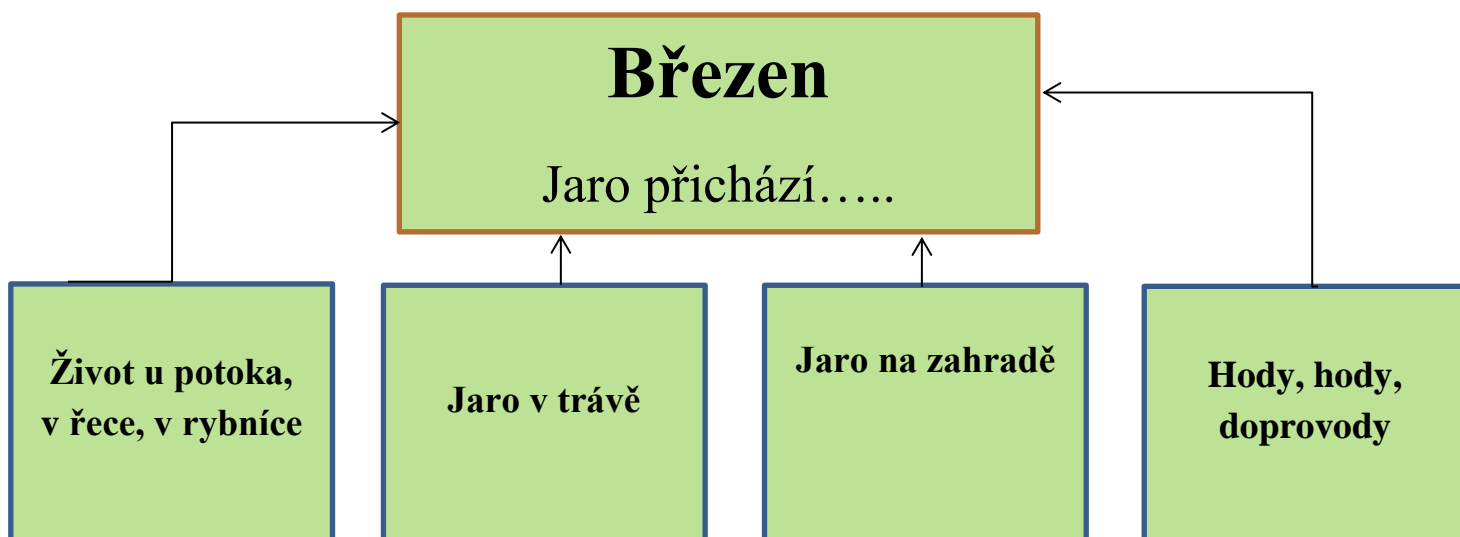 Březen
Jaro přichází…..
Život u potoka,
v řece, v rybníce
Jaro v trávě
Jaro na zahradě
Hody, hody,
doprovody